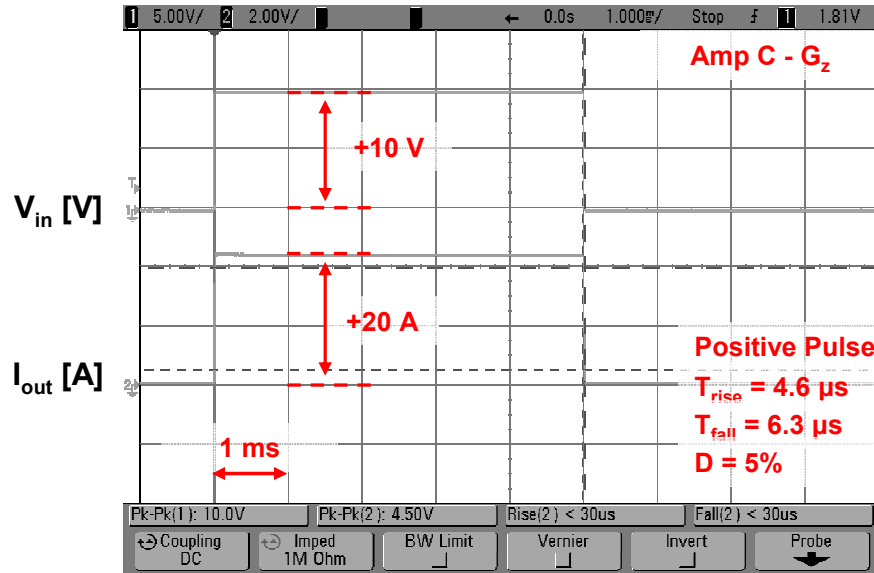 1 5.00V/ 2 2.00V/ ← 0.0s 1.000㎳/ Stop 1 1.81V
Amp C - Gz
+10 V
T
Vin [V]
1
+20 A
Iout [A]
2
Positive Pulse
Trise = 4.6 µs
Tfall = 6.3 µs
D = 5%
1 ms
Pk-Pk(1): 10.0V Pk-Pk(2): 4.50V Rise(2) < 30us Fall(2) < 30us
Coupling Imped BW Limit Vernier Invert Probe
DC 1M Ohm